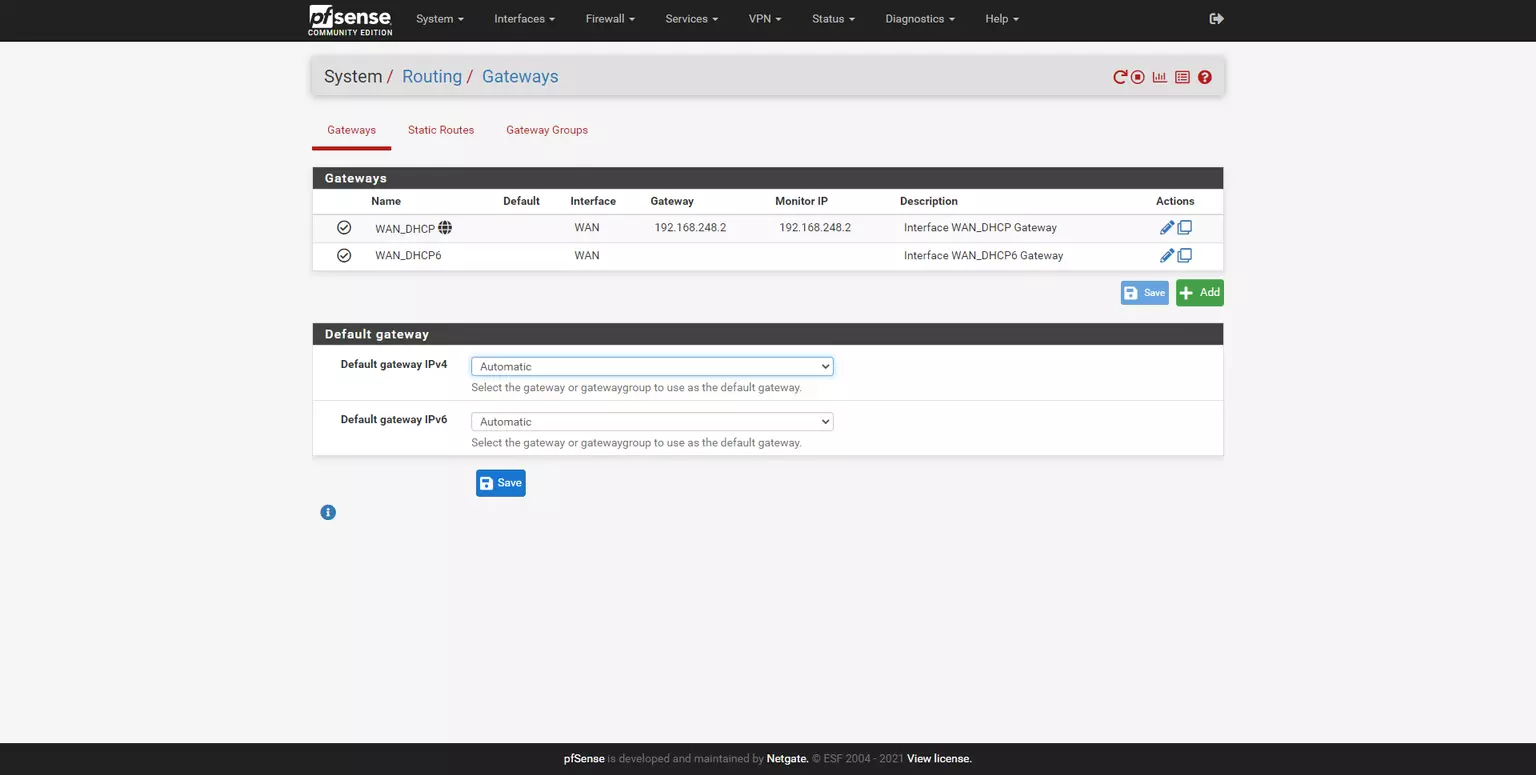 pfsense System Interfaces Firewall Services VPN Status Diagnostics Help
COMMUNITY EDITION
System / Routing / Gateways
Gateways Static Routes Gateway Groups
Gateways
Name Default Interface Gateway Monitor IP Description Actions
WAN_DHCP WAN 192.168.248.2 192.168.248.2 Interface WAN_DHCP Gateway
WAN_DHCP6 WAN Interface WAN_DHCP6 Gateway
Save Add
Default gateway
Default gateway IPv4 Automatic
Select the gateway or gatewaygroup to use as the default gateway.
Default gateway IPv6 Automatic
Select the gateway or gatewaygroup to use as the default gateway.
Save
pfSense is developed and maintained by Netgate. © ESF 2004 - 2021 View license.